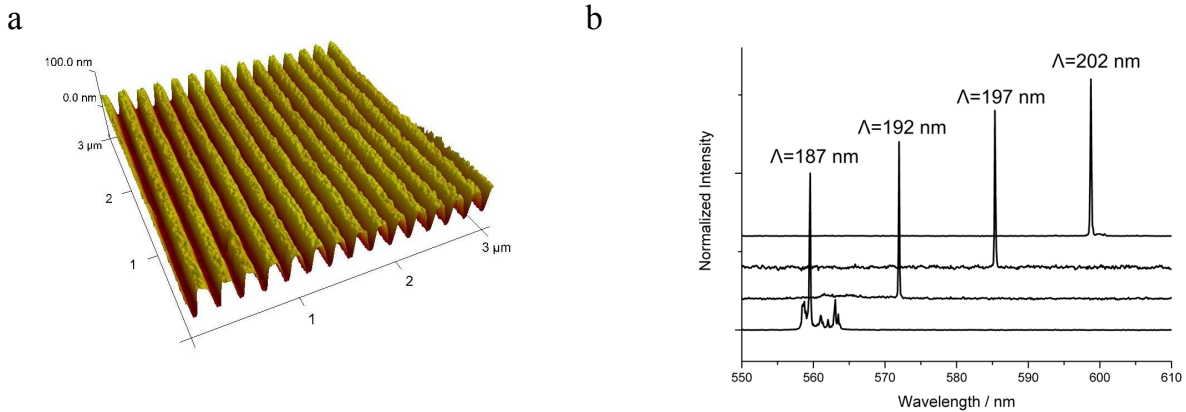 a
100.0 nm
0.0 nm
3 µm
2
1
1
2
3 µm
b
Λ=202 nm
Λ=197 nm
Λ=192 nm
Λ=187 nm
Normalized Intensity
550 560 570 580 590 600 610
Wavelength / nm